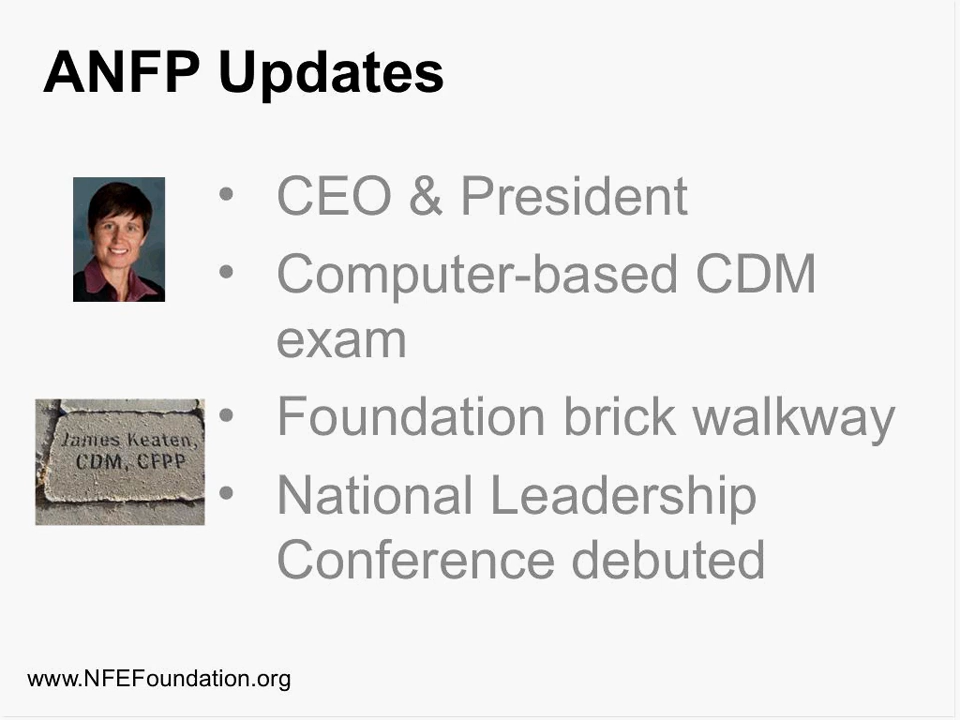 ANFP Updates
• CEO & President
• Computer-based CDM
exam
• Foundation brick walkway
• National Leadership
Conference debuted
James Keaten,
CDM, CFPP
www.NFEFoundation.org